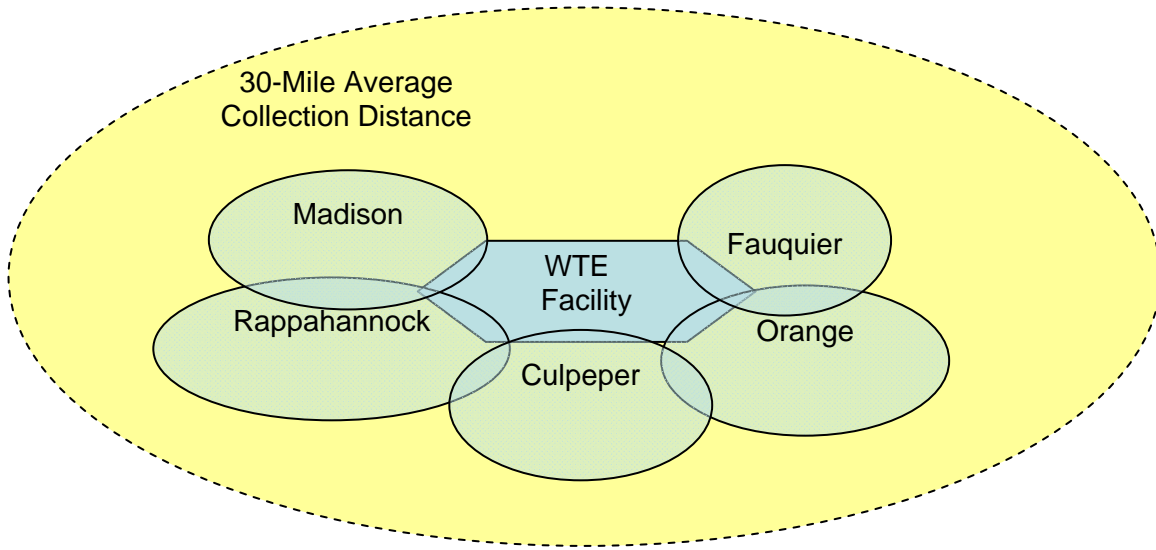 30-Mile Average
Collection Distance
Madison
Fauquier
WTE
Facility
Rappahannock
Orange
Culpeper